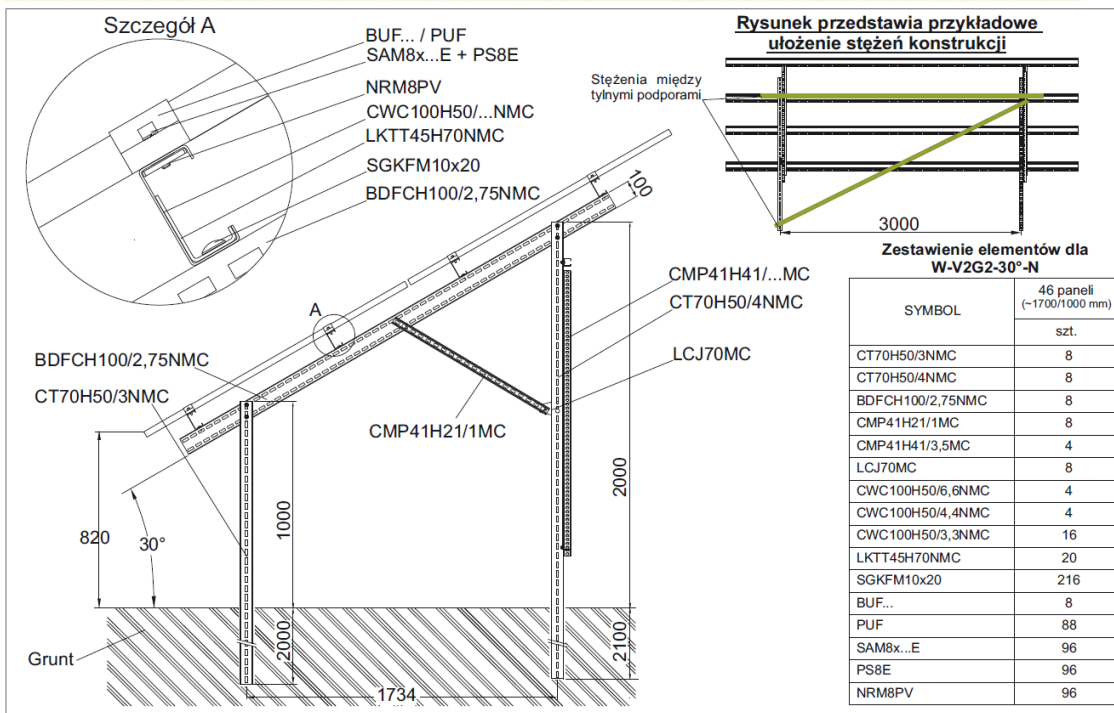 Szczegół A
BUF... / PUF
SAM8x...E + PS8E
NRM8PV
CWC100H50/...NMC
LKTT45H70NMC
SGKFM10x20
BDFCH100/2,75NMC
Rysunek przedstawia przykładowe
ułożenie stężeń konstrukcji
Stężenia między
tylnymi podporami
3000
100
A
BDFCH100/2,75NMC
CT70H50/3NMC
CMP41H21/1MC
CMP41H41/...MC
CT70H50/4NMC
LCJ70MC
820
30°
1000
2000
2000
2100
1734
Grunt
Zestawienie elementów dla
W-V2G2-30°-N
SYMBOL
46 paneli
(~1700/1000 mm)
szt.
CT70H50/3NMC 8
CT70H50/4NMC 8
BDFCH100/2,75NMC 8
CMP41H21/1MC 8
CMP41H41/3,5MC 4
LCJ70MC 8
CWC100H50/6,6NMC 4
CWC100H50/4,4NMC 4
CWC100H50/3,3NMC 16
LKTT45H70NMC 20
SGKFM10x20 216
BUF... 8
PUF 88
SAM8x...E 96
PS8E 96
NRM8PV 96